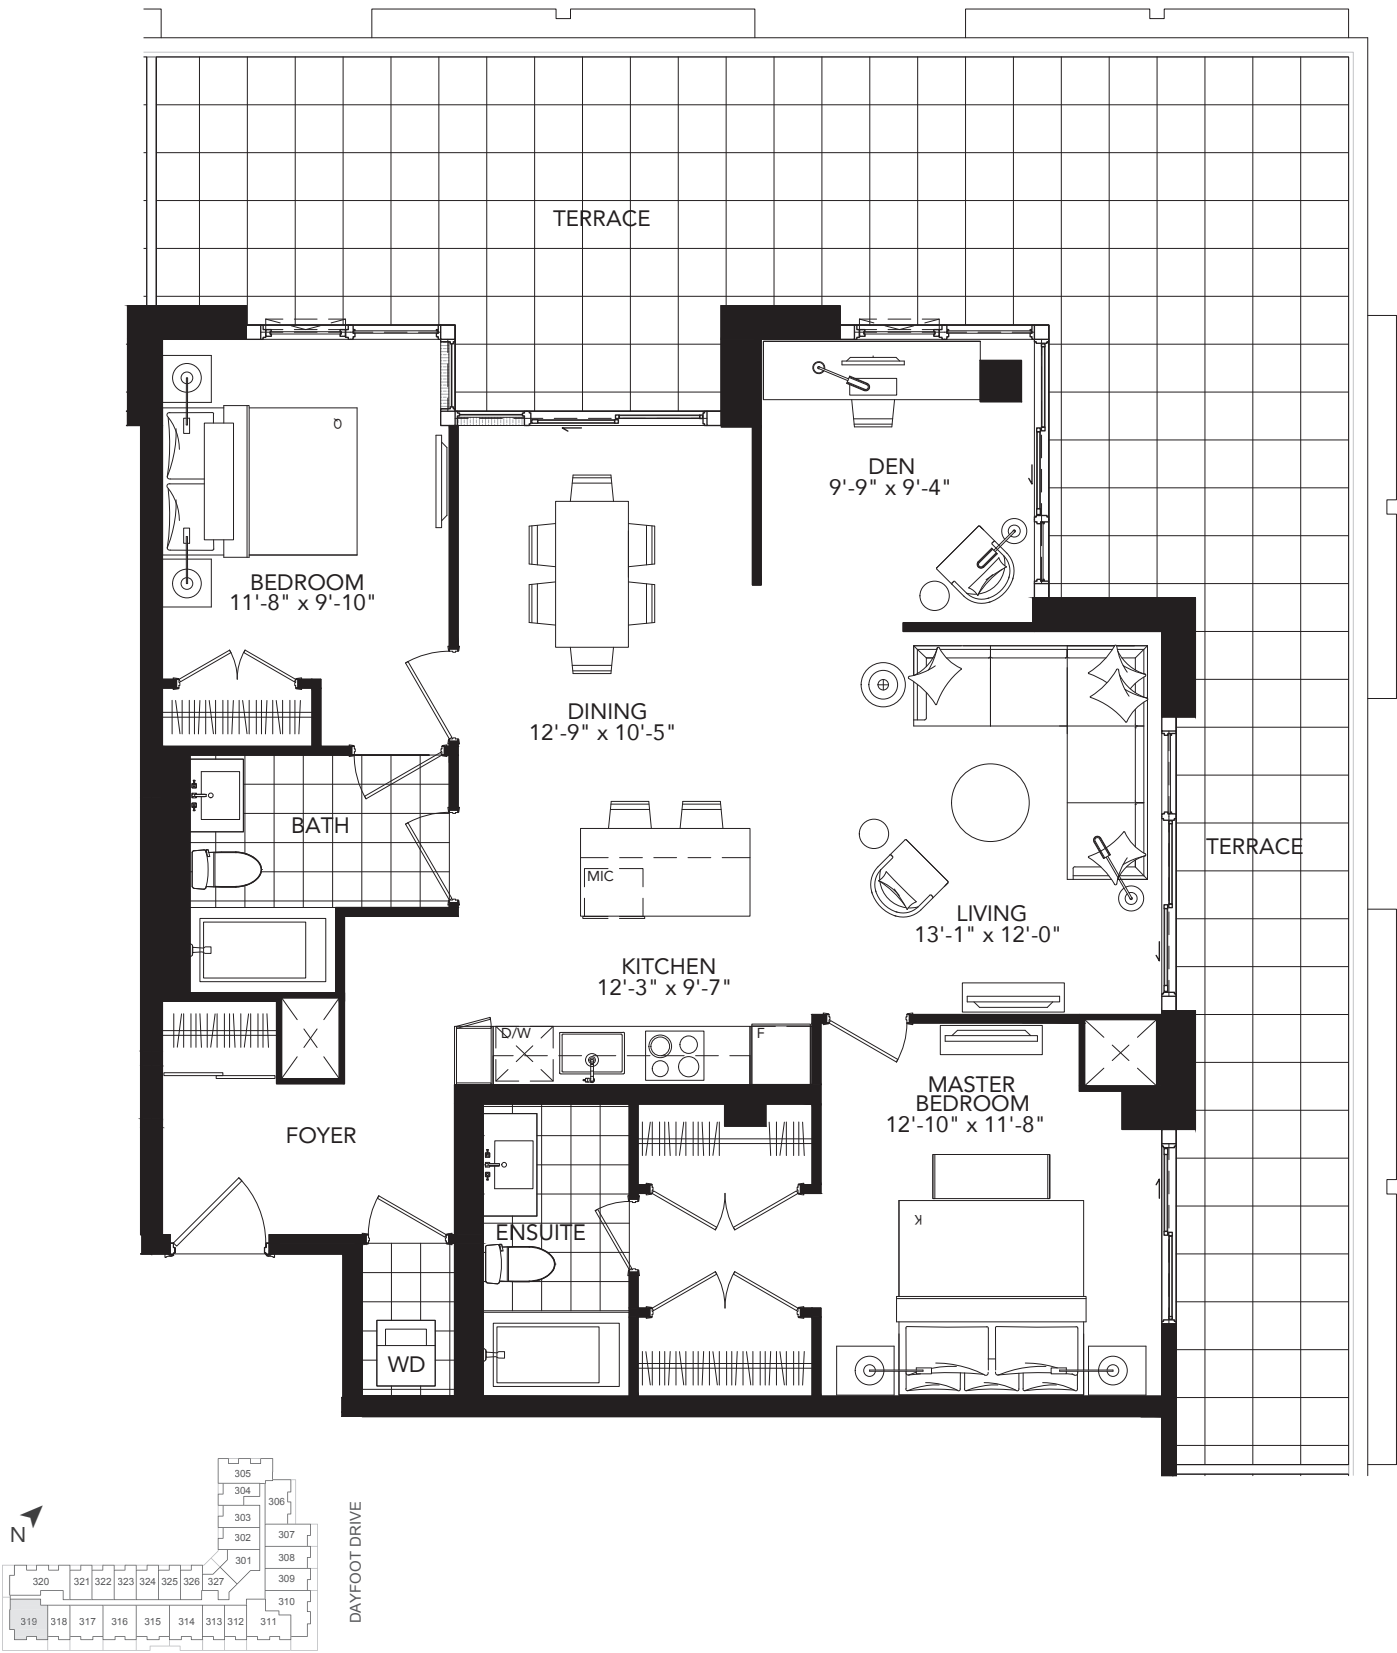 TERRACE
DEN
9'-9" x 9'-4"
BEDROOM
11'-8" x 9'-10"
DINING
12'-9" x 10'-5"
BATH
TERRACE
MIC
LIVING
13'-1" x 12'-0"
KITCHEN
12'-3" x 9'-7"
D/W
F
MASTER
BEDROOM
12'-10" x 11'-8"
FOYER
K
ENSUITE
WD
Q
N
305
304
306
303
302
307
301
308
309
310
320
321
322
323
324
325
326
327
319
318
317
316
315
314
313
312
311
DAYFOOT DRIVE